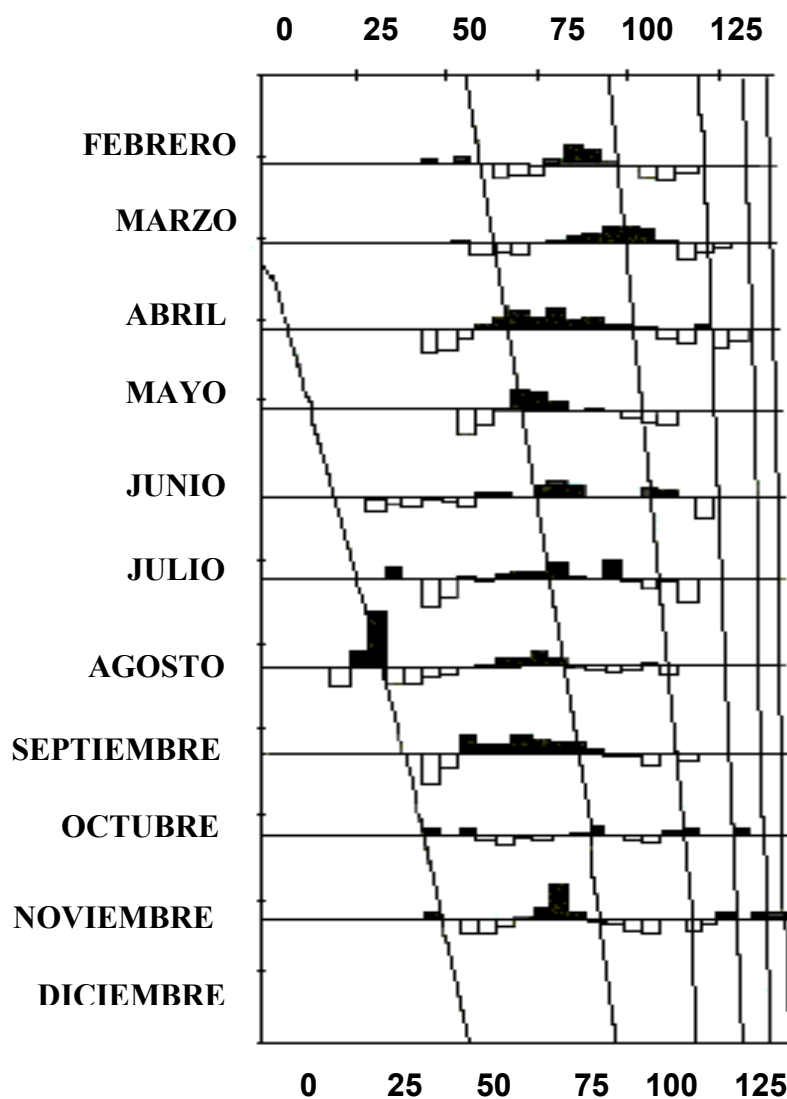 0 25 50 75 100 125
FEBRERO
MARZO
ABRIL
MAYO
JUNIO
JULIO
AGOSTO
SEPTIEMBRE
OCTUBRE
NOVIEMBRE
DICIEMBRE
0 25 50 75 100 125